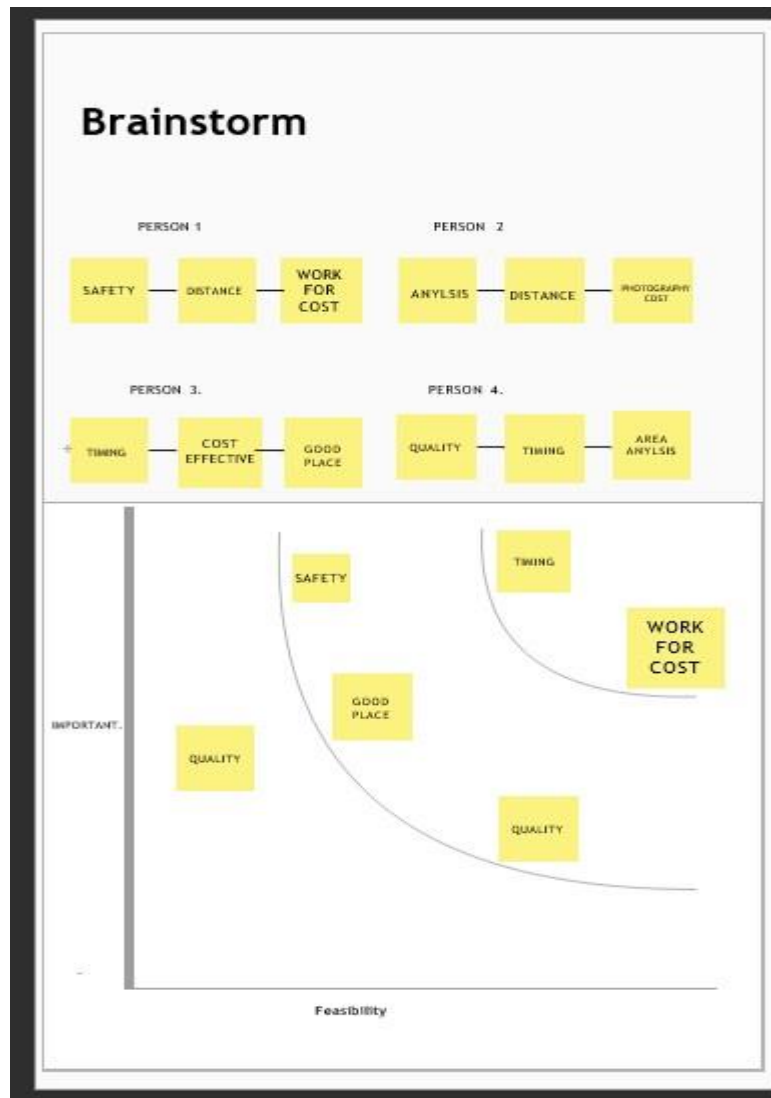 Brainstorm
PERSON 1
PERSON 2
SAFETY
DISTANCE
WORK
FOR
COST
ANYLSIS
DISTANCE
PHOTOGRAPHY
COST
PERSON 3.
PERSON 4.
TIMING
COST
EFFECTIVE
GOOD
PLACE
QUALITY
TIMING
AREA
ANYLSIS
TIMING
SAFETY
WORK
FOR
COST
GOOD
PLACE
IMPORTANT.
QUALITY
QUALITY
Feasibility